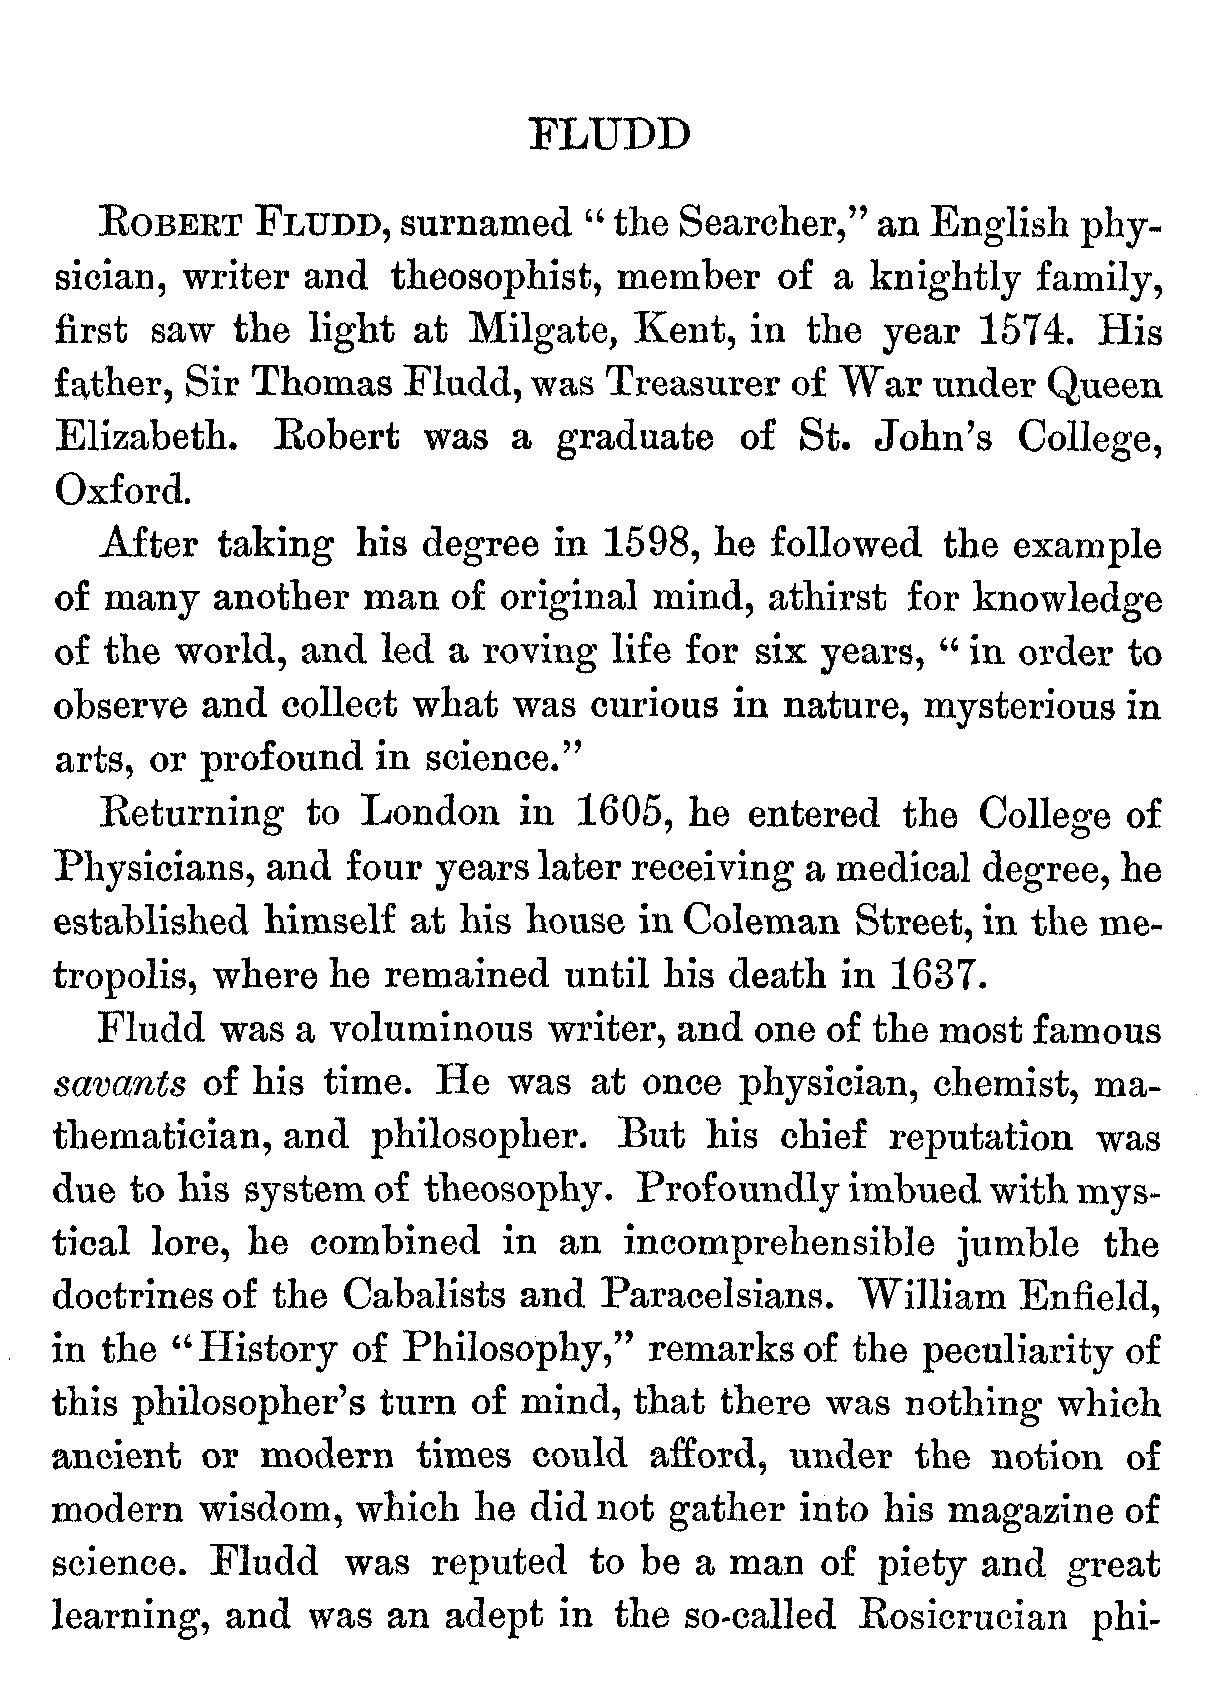 FLUDD
ROBERT FLUDD, surnamed “ the Searcher,” an English phy-
sician, writer and theosophist, member of a knightly family,
first saw the light at Milgate, Kent, in the year 1574. His
father, Sir Thomas Fludd, was Treasurer of War under Queen
Elizabeth. Robert was a graduate of St. John’s College,
Oxford.
After taking his degree in 1598, he followed the example
of many another man of original mind, athirst for knowledge
of the world, and led a roving life for six years, “ in order to
observe and collect what was curious in nature, mysterious in
arts, or profound in science.”
Returning to London in 1605, he entered the College of
Physicians, and four years later receiving a medical degree, he
established himself at his house in Coleman Street, in the me-
tropolis, where he remained until his death in 1637.
Fludd was a voluminous writer, and one of the most famous
savants of his time. He was at once physician, chemist, ma-
thematician, and philosopher. But his chief reputation was
due to his system of theosophy. Profoundly imbued with mys-
tical lore, he combined in an incomprehensible jumble the
doctrines of the Cabalists and Paracelsians. William Enfield,
in the “History of Philosophy,” remarks of the peculiarity of
this philosopher’s turn of mind, that there was nothing which
ancient or modern times could afford, under the notion of
modern wisdom, which he did not gather into his magazine of
science. Fludd was reputed to be a man of piety and great
learning, and was an adept in the so-called Rosicrucian phi-